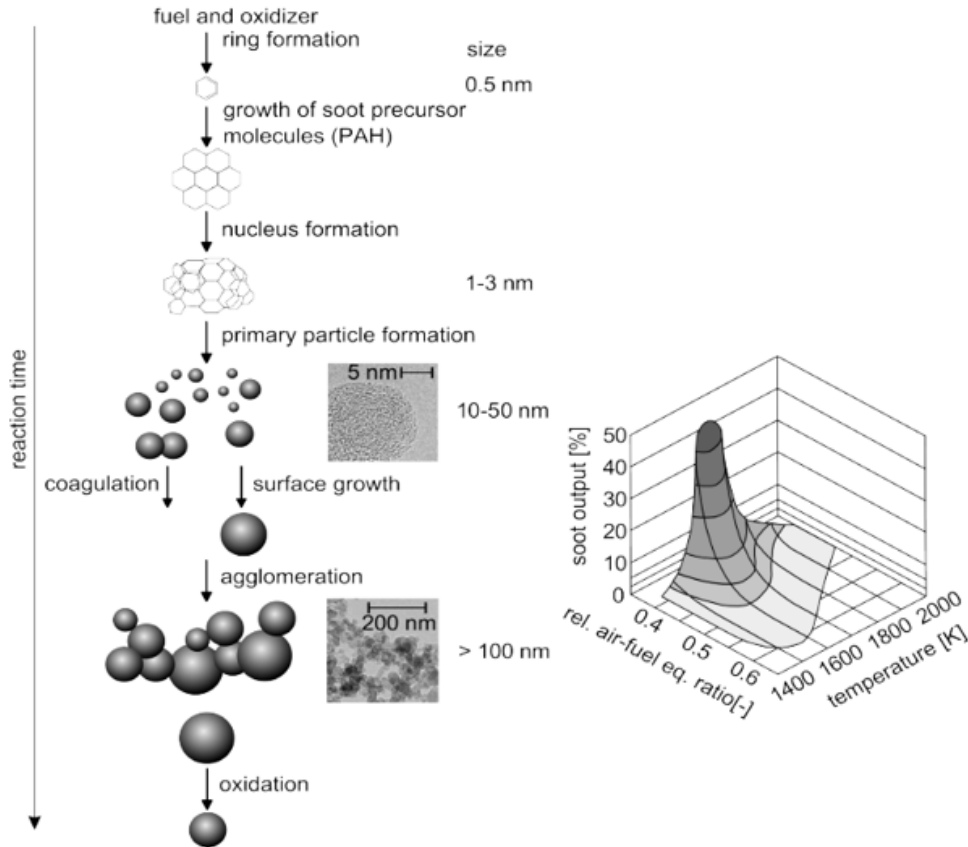 fuel and oxidizer
ring formation
size
0.5 nm
growth of soot precursor
molecules (PAH)
nucleus formation
1-3 nm
primary particle formation
5 nm
10-50 nm
coagulation
surface growth
agglomeration
200 nm
> 100 nm
oxidation
reaction time
soot output [%]
50
40
30
20
10
0
0.4
0.5
0.6
rel. air-fuel eq. ratio[-]
1400
1600
1800
2000
temperature [K]